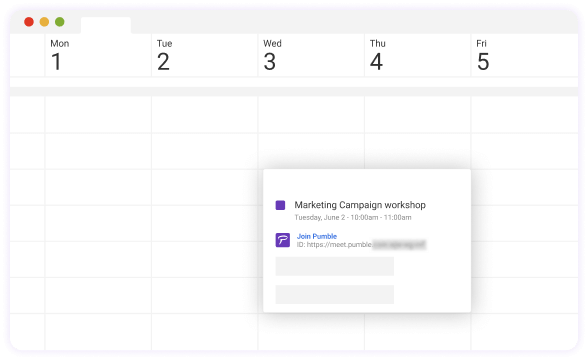 Mon Tue Wed Thu Fri
1 2 3 4 5
Marketing Campaign workshop
Tuesday, June 2 - 10:00am - 11:00am
Join Pumble
ID: https://meet.pumble